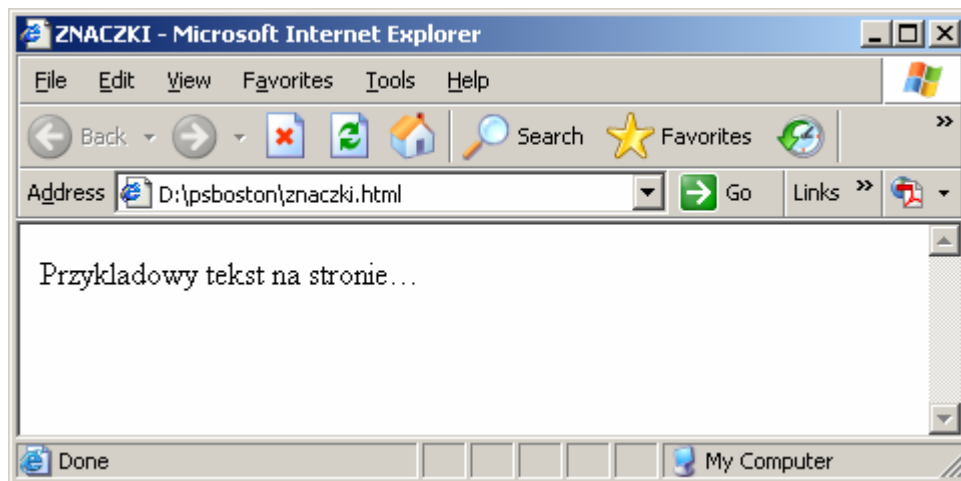 ZNACZKI - Microsoft Internet Explorer
File Edit View Favorites Tools Help
Back Search Favorites »
Address D:\psboston\znaczki.html Go Links »
Przykladowy tekst na stronie…
Done My Computer